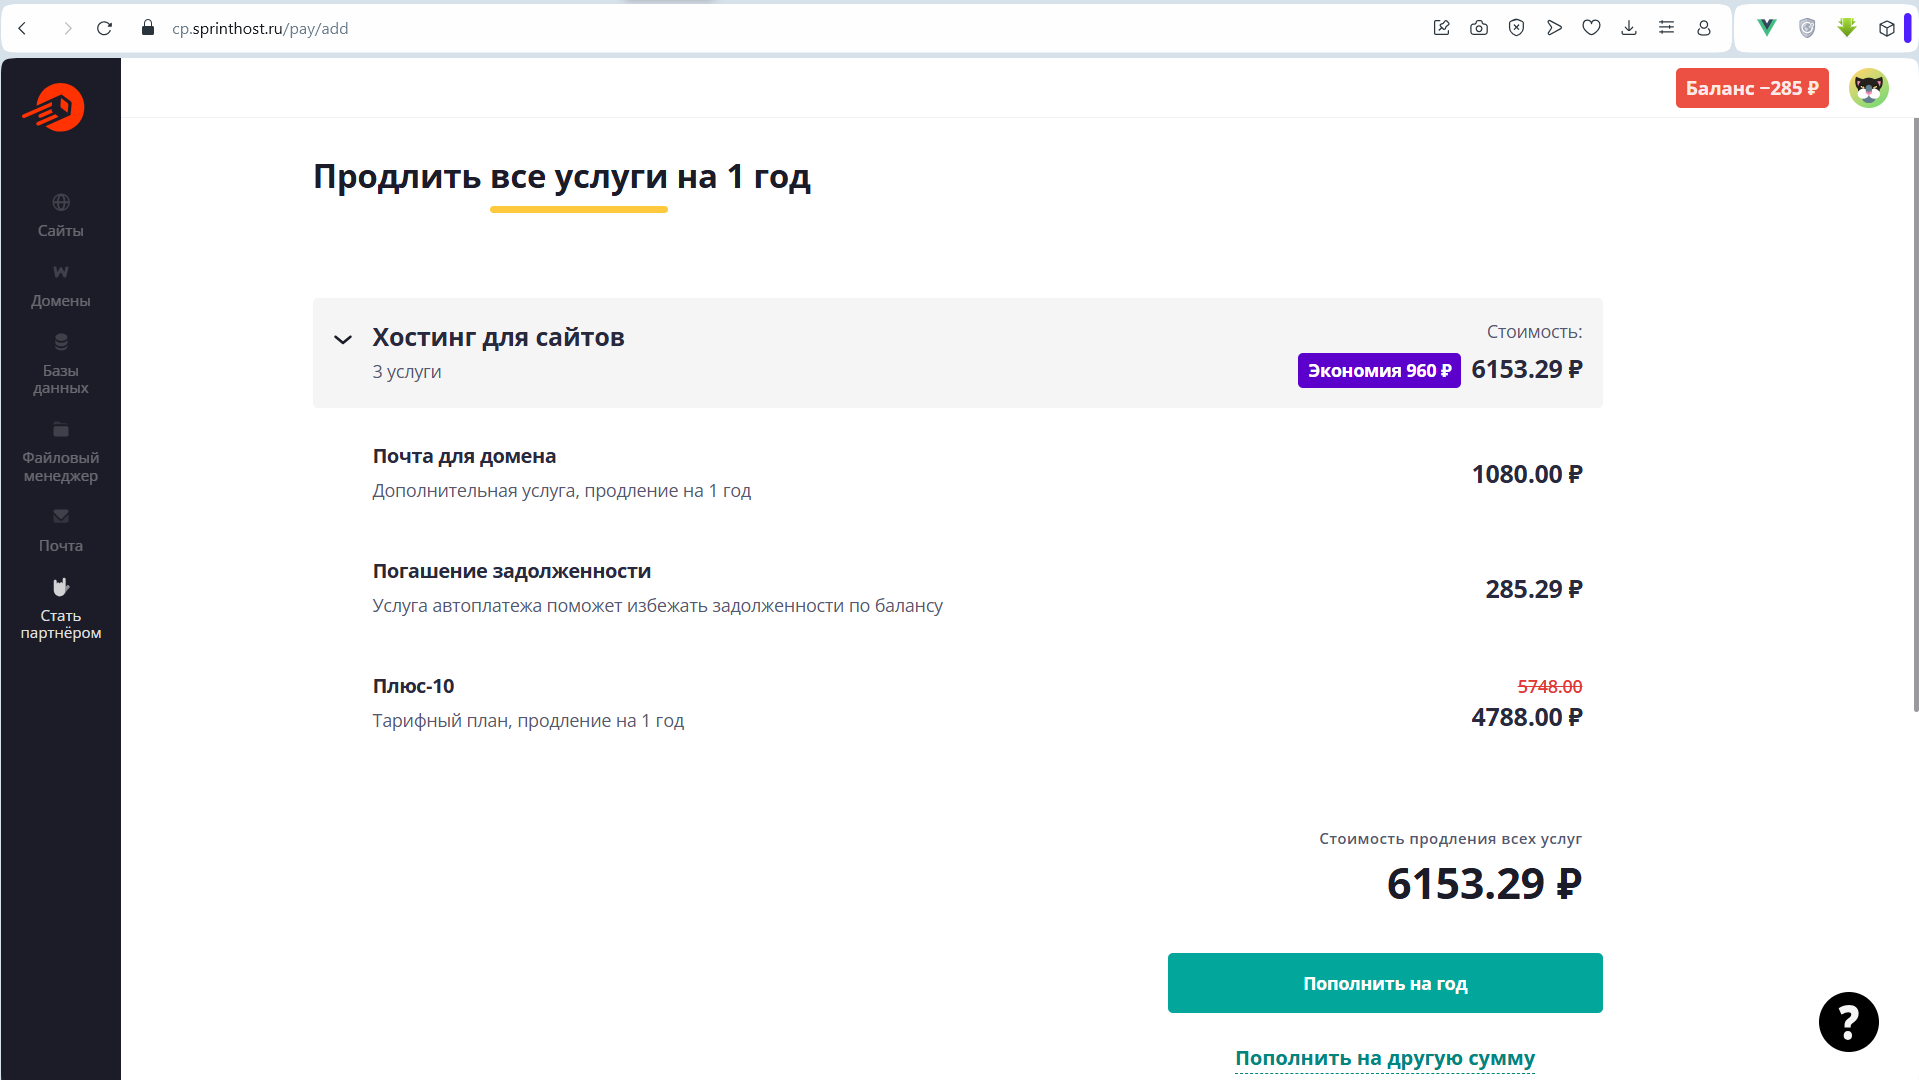 cp.sprinthost.ru/pay/add
Баланс −285 ₽
Сайты
Домены
Базы
данных
Файловый
менеджер
Почта
Стать
партнёром
Продлить все услуги на 1 год
Хостинг для сайтов
3 услуги
Стоимость:
Экономия 960 ₽ 6153.29 ₽
Почта для домена
Дополнительная услуга, продление на 1 год
1080.00 ₽
Погашение задолженности
Услуга автоплатежа поможет избежать задолженности по балансу
285.29 ₽
Плюс-10
Тарифный план, продление на 1 год
5748.00
4788.00 ₽
Стоимость продления всех услуг
6153.29 ₽
Пополнить на год
Пополнить на другую сумму
?